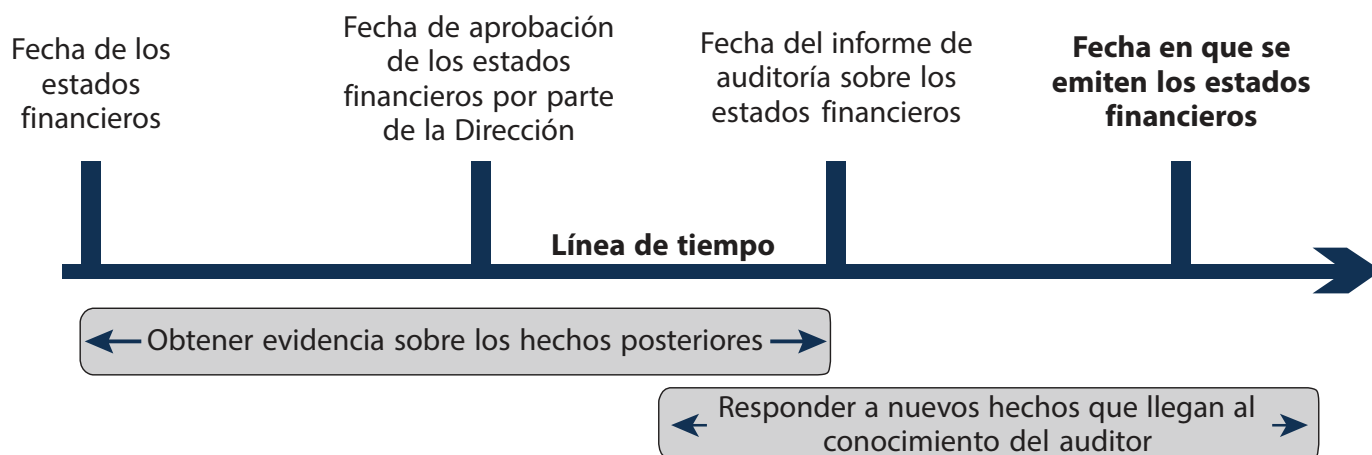 Fecha de los
estados
financieros
Fecha de aprobación
de los estados
financieros por parte
de la Dirección
Fecha del informe de
auditoría sobre los
estados financieros
Fecha en que se
emiten los estados
financieros
Línea de tiempo
Obtener evidencia sobre los hechos posteriores
Responder a nuevos hechos que llegan al
conocimiento del auditor